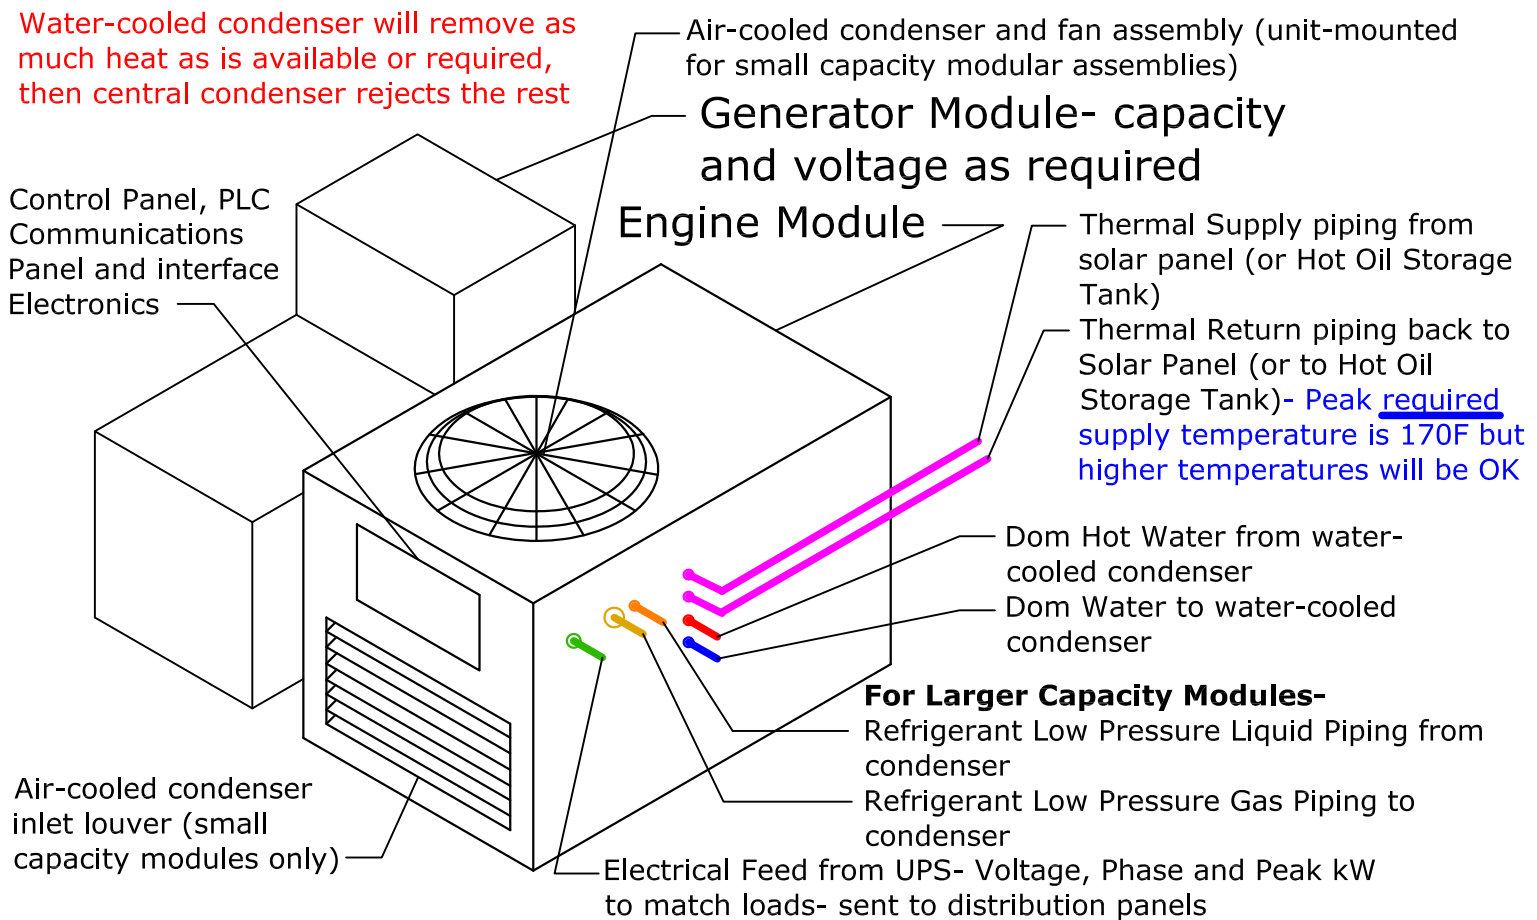 Water-cooled condenser will remove as
much heat as is available or required,
then central condenser rejects the rest
Air-cooled condenser and fan assembly (unit-mounted
for small capacity modular assemblies)
Generator Module- capacity
and voltage as required
Control Panel, PLC
Communications
Panel and interface
Electronics
Engine Module
Thermal Supply piping from
solar panel (or Hot Oil Storage
Tank)
Thermal Return piping back to
Solar Panel (or to Hot Oil
Storage Tank)- Peak required
supply temperature is 170F but
higher temperatures will be OK
Dom Hot Water from water-
cooled condenser
Dom Water to water-cooled
condenser
For Larger Capacity Modules-
Refrigerant Low Pressure Liquid Piping from
condenser
Refrigerant Low Pressure Gas Piping to
condenser
Air-cooled condenser
inlet louver (small
capacity modules only)
Electrical Feed from UPS- Voltage, Phase and Peak kW
to match loads- sent to distribution panels